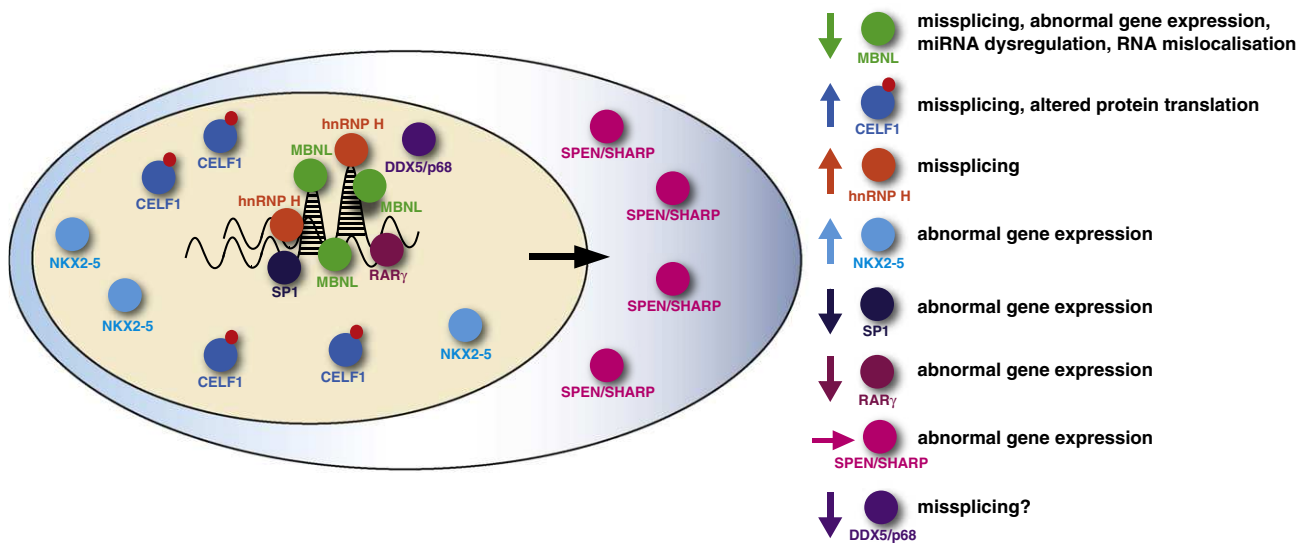 CELF1
CELF1
NKX2-5
NKX2-5
hnRNP H
MBNL
DDX5/p68
hnRNP H
MBNL
SP1
MBNL
RARγ
CELF1
CELF1
NKX2-5
SPEN/SHARP
SPEN/SHARP
SPEN/SHARP
SPEN/SHARP
missplicing, abnormal gene expression,
miRNA dysregulation, RNA mislocalisation
MBNL
missplicing, altered protein translation
CELF1
missplicing
hnRNP H
abnormal gene expression
NKX2-5
abnormal gene expression
SP1
abnormal gene expression
RARγ
abnormal gene expression
SPEN/SHARP
missplicing?
DDX5/p68